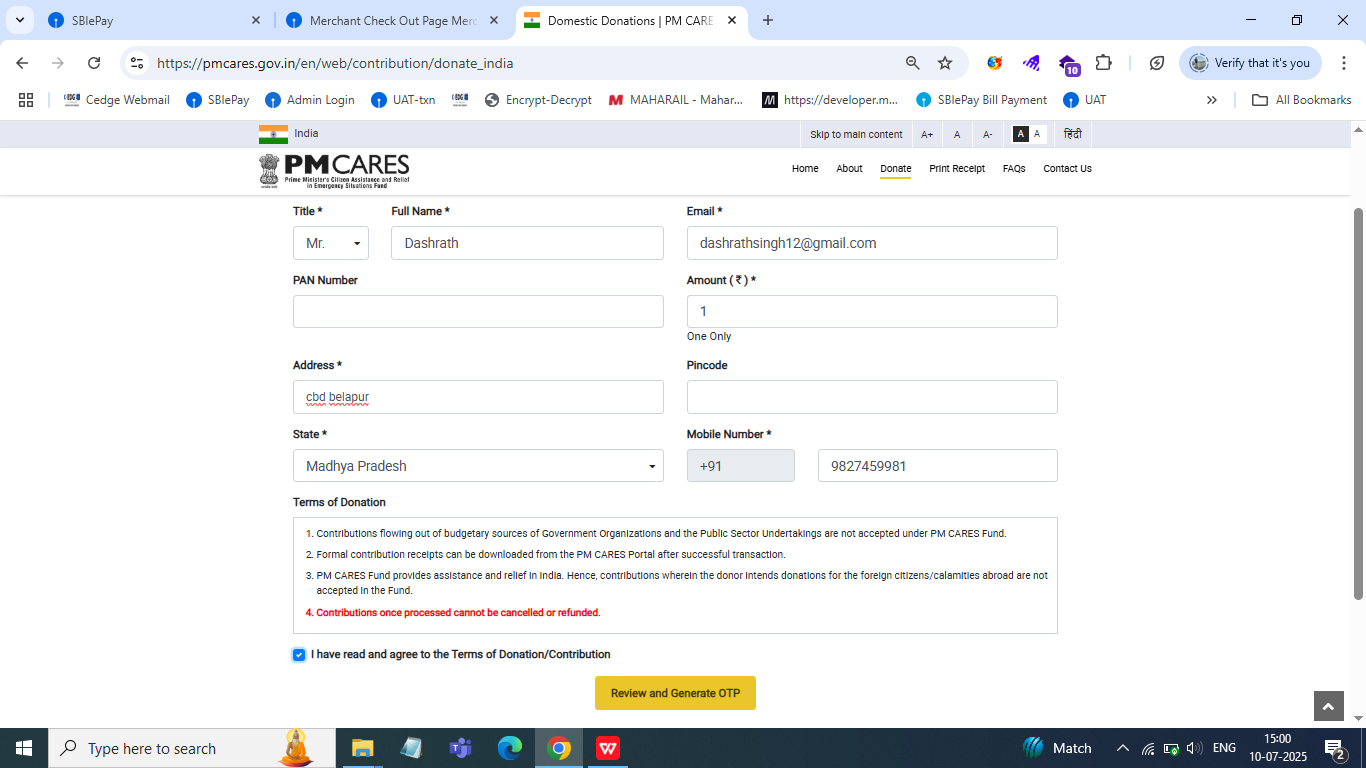 SBIePay
Merchant Check Out Page Merc
Domestic Donations | PM CARE
https://pmcares.gov.in/en/web/contribution/donate_india
10
Verify that it's you
Cedge Webmail
SBIePay
Admin Login
UAT-txn
Encrypt-Decrypt
MAHARAIL - Mahar...
https://developer.m...
SBIePay Bill Payment
UAT
»
All Bookmarks
India
Skip to main content
A+
A
A-
A
A
हिंदी
PM CARES
Prime Minister's Citizen Assistance and Relief
in Emergency Situations Fund
Home
About
Donate
Print Receipt
FAQs
Contact Us
Title *
Full Name *
Email *
Mr.
Dashrath
dashrathsingh12@gmail.com
PAN Number
Amount ( ₹ ) *
1
One Only
Address *
Pincode
cbd belapur
State *
Mobile Number *
Madhya Pradesh
+91
9827459981
Terms of Donation
1. Contributions flowing out of budgetary sources of Government Organizations and the Public Sector Undertakings are not accepted under PM CARES Fund.
2. Formal contribution receipts can be downloaded from the PM CARES Portal after successful transaction.
3. PM CARES Fund provides assistance and relief in India. Hence, contributions wherein the donor intends donations for the foreign citizens/calamities abroad are not
accepted in the Fund.
4. Contributions once processed cannot be cancelled or refunded.
I have read and agree to the Terms of Donation/Contribution
Review and Generate OTP
Type here to search
Match
ENG
15:00
10-07-2025
2